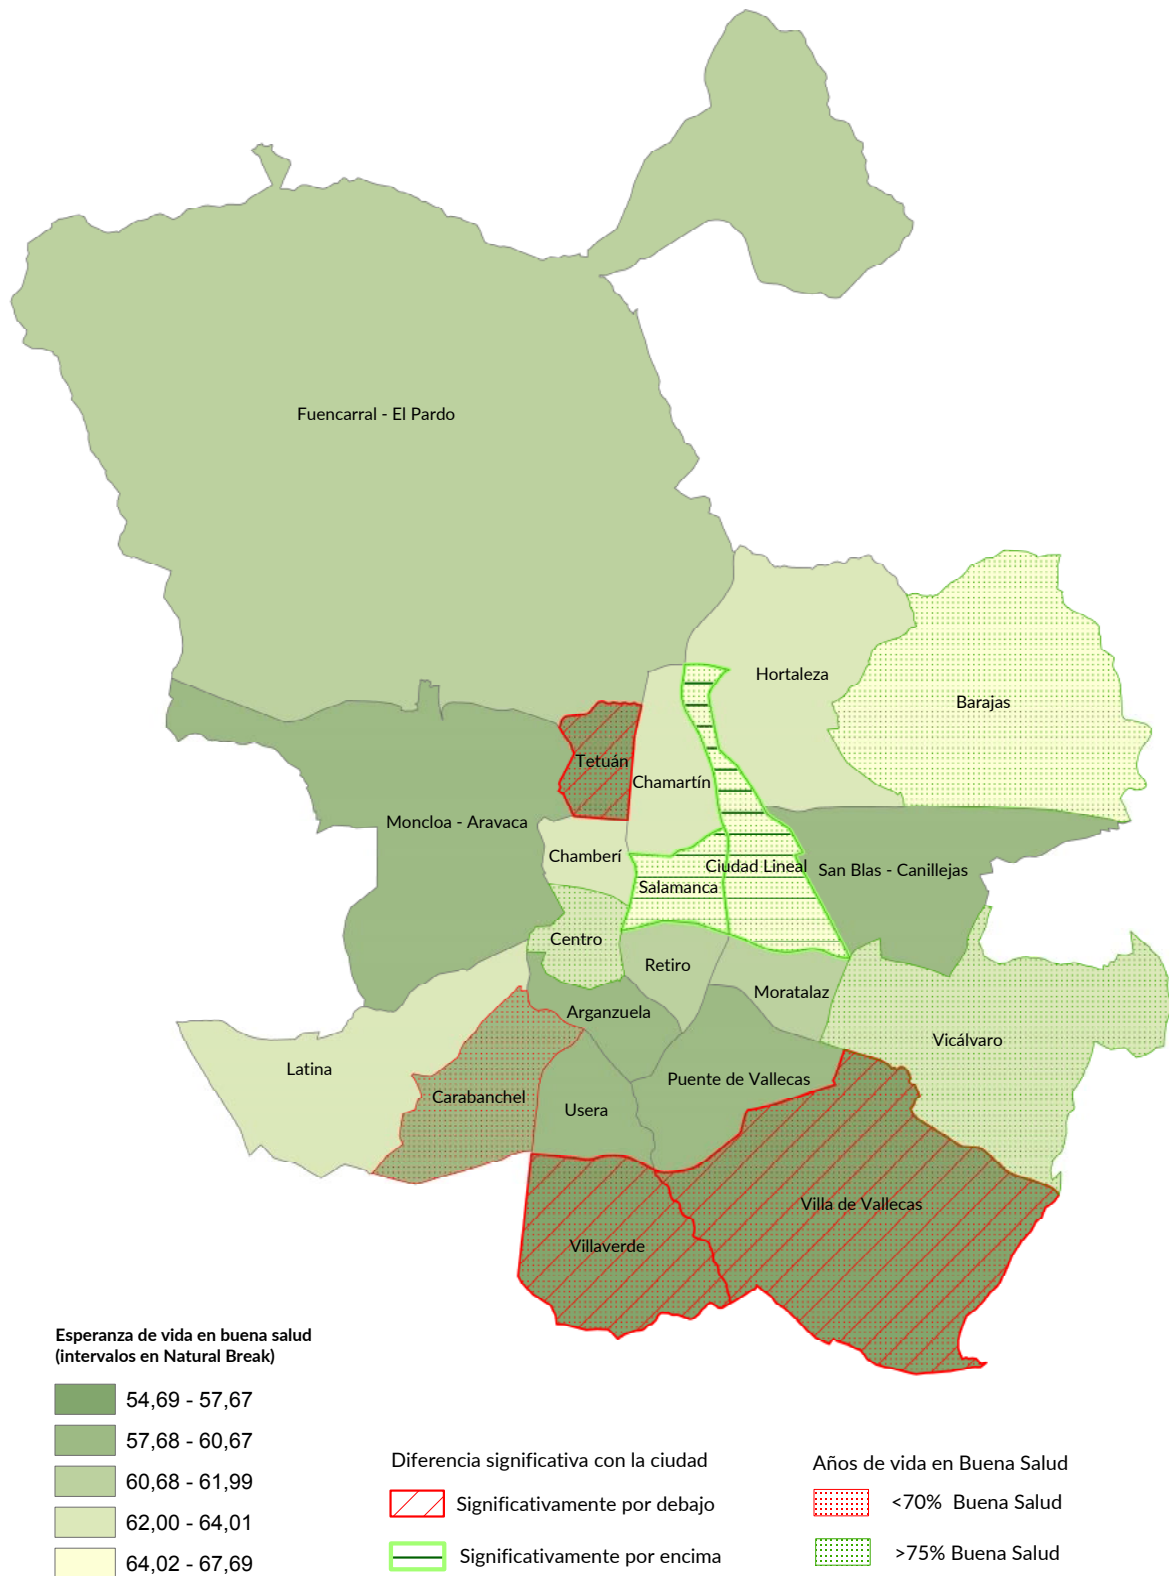 Fuencarral - El Pardo
Hortaleza
Barajas
Tetuán
Chamartín
Moncloa - Aravaca
Chamberí
Ciudad Lineal
San Blas - Canillejas
Salamanca
Centro
Retiro
Moratalaz
Arganzuela
Vicálvaro
Latina
Puente de Vallecas
Carabanchel
Usera
Villa de Vallecas
Villaverde
Esperanza de vida en buena salud
(intervalos en Natural Break)
54,69 - 57,67
57,68 - 60,67
60,68 - 61,99
62,00 - 64,01
64,02 - 67,69
Diferencia significativa con la ciudad
Significativamente por debajo
Significativamente por encima
Años de vida en Buena Salud
<70% Buena Salud
>75% Buena Salud